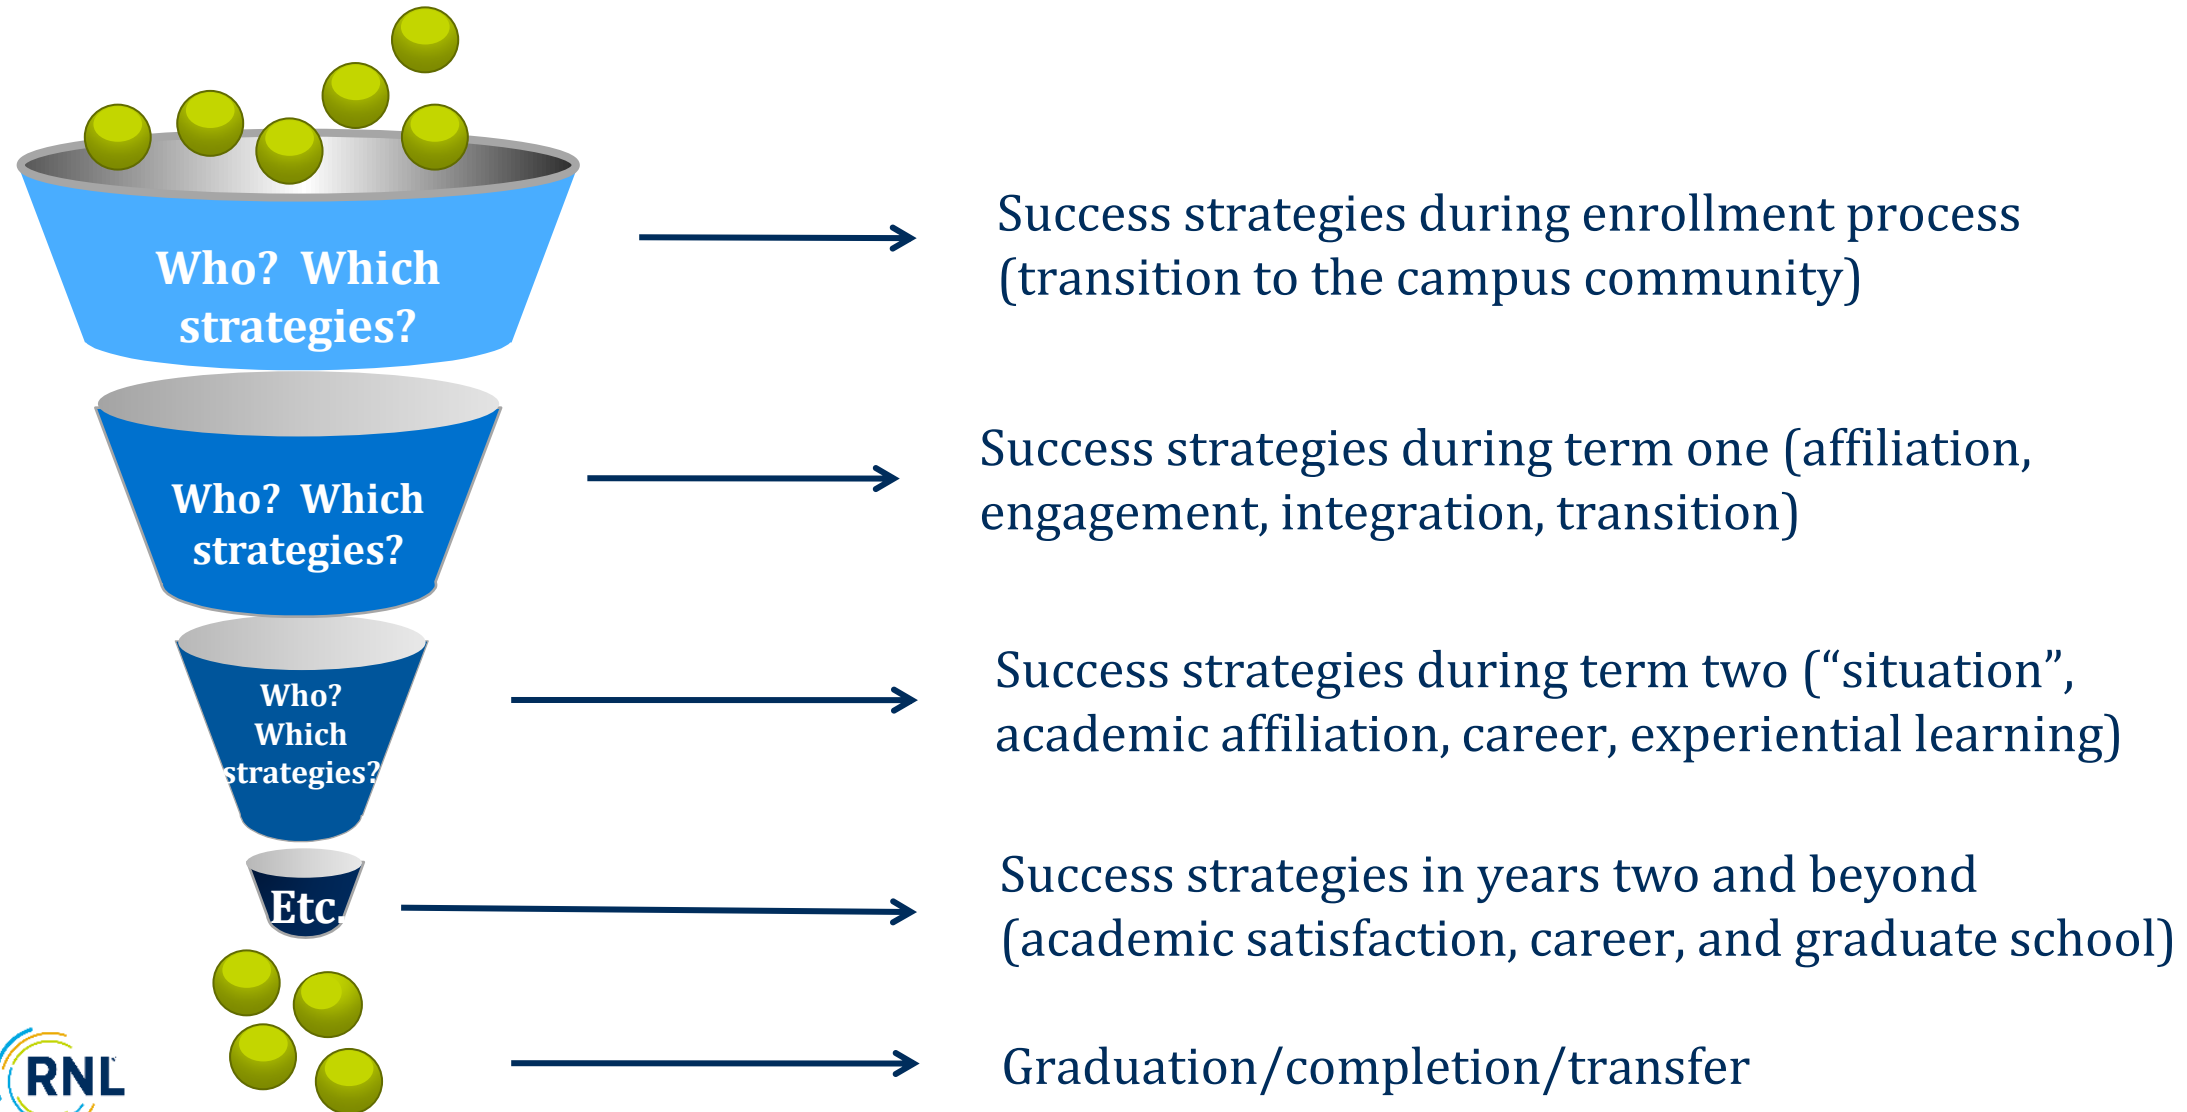 Who? Which
strategies?
Success strategies during enrollment process
(transition to the campus community)
Who? Which
strategies?
Success strategies during term one (affiliation,
engagement, integration, transition)
Who?
Which
strategies?
Success strategies during term two (“situation”,
academic affiliation, career, experiential learning)
Etc.
Success strategies in years two and beyond
(academic satisfaction, career, and graduate school)
Graduation/completion/transfer
RNL